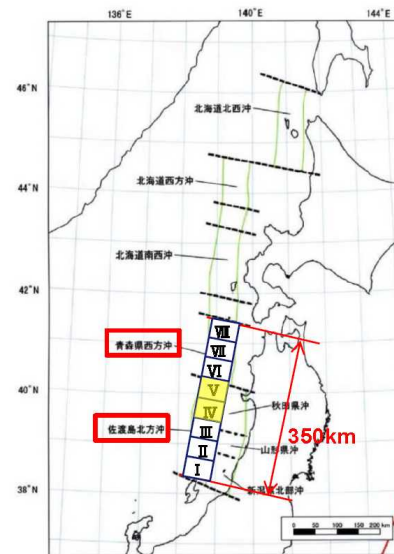 136°E
140°E
144°E
46°N
北海道北西沖
44°N
北海道西方沖
北海道南西沖
42°N
Ⅷ
青森県西方沖
Ⅶ
Ⅵ
40°N
Ⅴ
秋田県沖
Ⅳ
佐渡島北方沖
350km
Ⅲ
山形県沖
Ⅱ
Ⅰ
新潟県北部沖
38°N
0 50 100 150 200 km